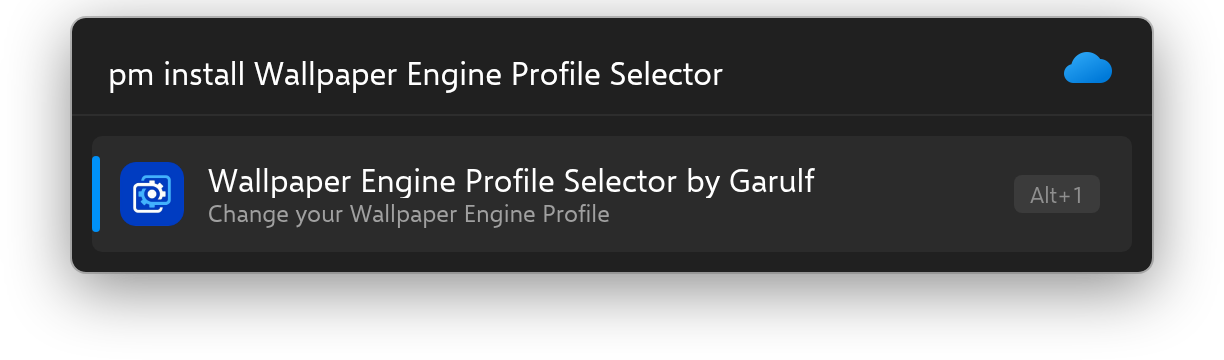 pm install Wallpaper Engine Profile Selector
Wallpaper Engine Profile Selector by Garulf
Change your Wallpaper Engine Profile
Alt+1